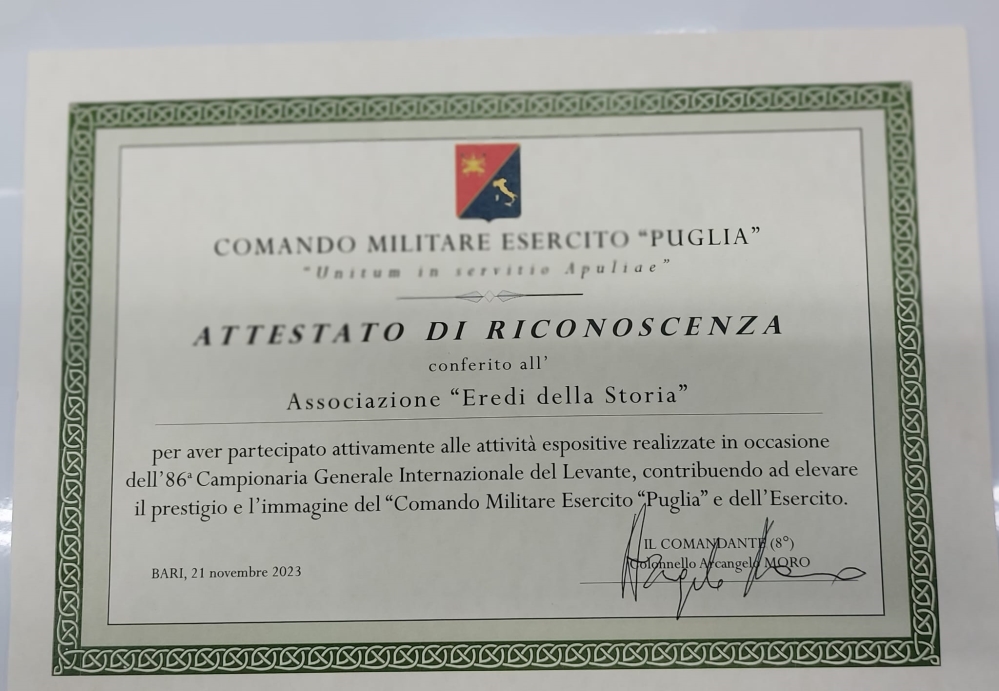 COMANDO MILITARE ESERCITO “PUGLIA”
“Unitum in servitio Apuliae”
ATTESTATO DI RICONOSCENZA
conferito all’
Associazione “Eredi della Storia”
per aver partecipato attivamente alle attività espositive realizzate in occasione
dell’86ª Campionaria Generale Internazionale del Levante, contribuendo ad elevare
il prestigio e l’immagine del “Comando Militare Esercito “Puglia” e dell’Esercito.
IL COMANDANTE (8°)
Colonnello Arcangelo MORO
BARI, 21 novembre 2023